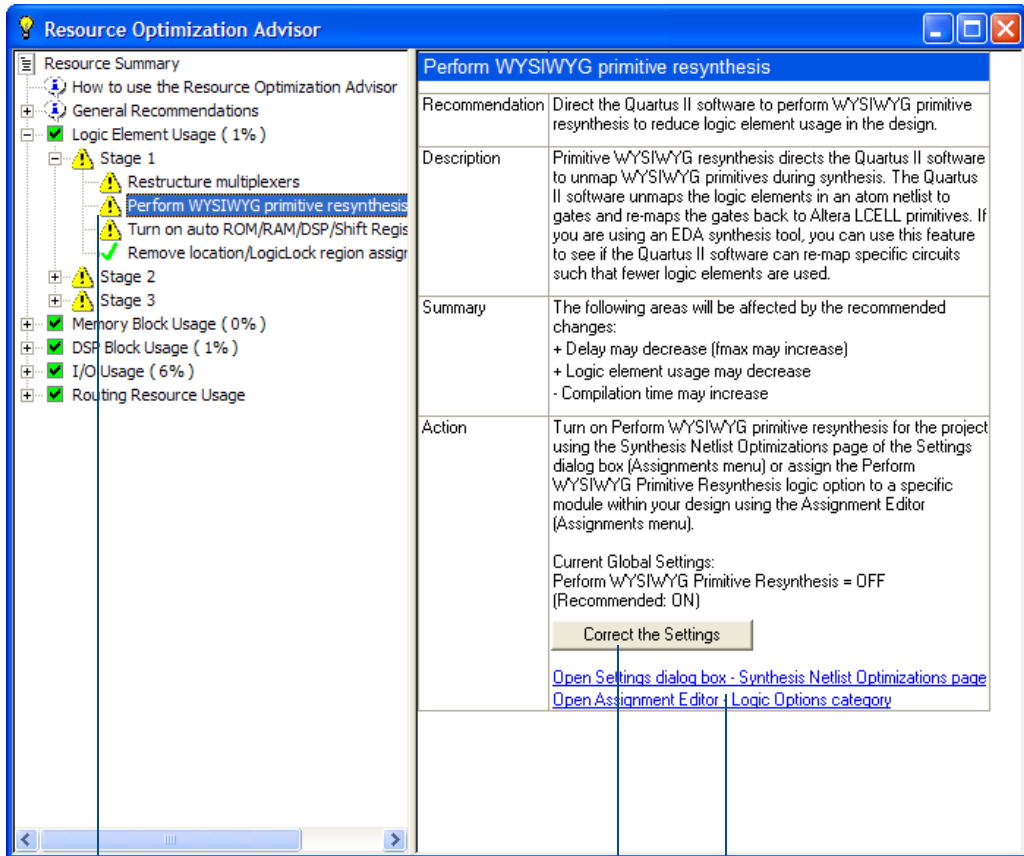 Resource Optimization Advisor
Resource Summary
How to use the Resource Optimization Advisor
General Recommendations
Logic Element Usage ( 1% )
Stage 1
Restructure multiplexers
Perform WYSIWYG primitive resynthesis
Turn on auto ROM/RAM/DSP/Shift Regis
Remove location/LogicLock region assigr
Stage 2
Stage 3
Memory Block Usage ( 0% )
DSP Block Usage ( 1% )
I/O Usage ( 6% )
Routing Resource Usage
Perform WYSIWYG primitive resynthesis
Recommendation
Direct the Quartus II software to perform WYSIWYG primitive
resynthesis to reduce logic element usage in the design.
Description
Primitive WYSIWYG resynthesis directs the Quartus II software
to unmap WYSIWYG primitives during synthesis. The Quartus
II software unmaps the logic elements in an atom netlist to
gates and re-maps the gates back to Altera LCELL primitives. If
you are using an EDA synthesis tool, you can use this feature
to see if the Quartus II software can re-map specific circuits
such that fewer logic elements are used.
Summary
The following areas will be affected by the recommended
changes:
+ Delay may decrease (fmax may increase)
+ Logic element usage may decrease
- Compilation time may increase
Action
Turn on Perform WYSIWYG primitive resynthesis for the project
using the Synthesis Netlist Optimizations page of the Settings
dialog box (Assignments menu) or assign the Perform
WYSIWYG Primitive Resynthesis logic option to a specific
module within your design using the Assignment Editor
(Assignments menu).
Current Global Settings:
Perform WYSIWYG Primitive Resynthesis = OFF
(Recommended: ON)
Correct the Settings
Open Settings dialog box - Synthesis Netlist Optimizations page
Open Assignment Editor - Logic Options category